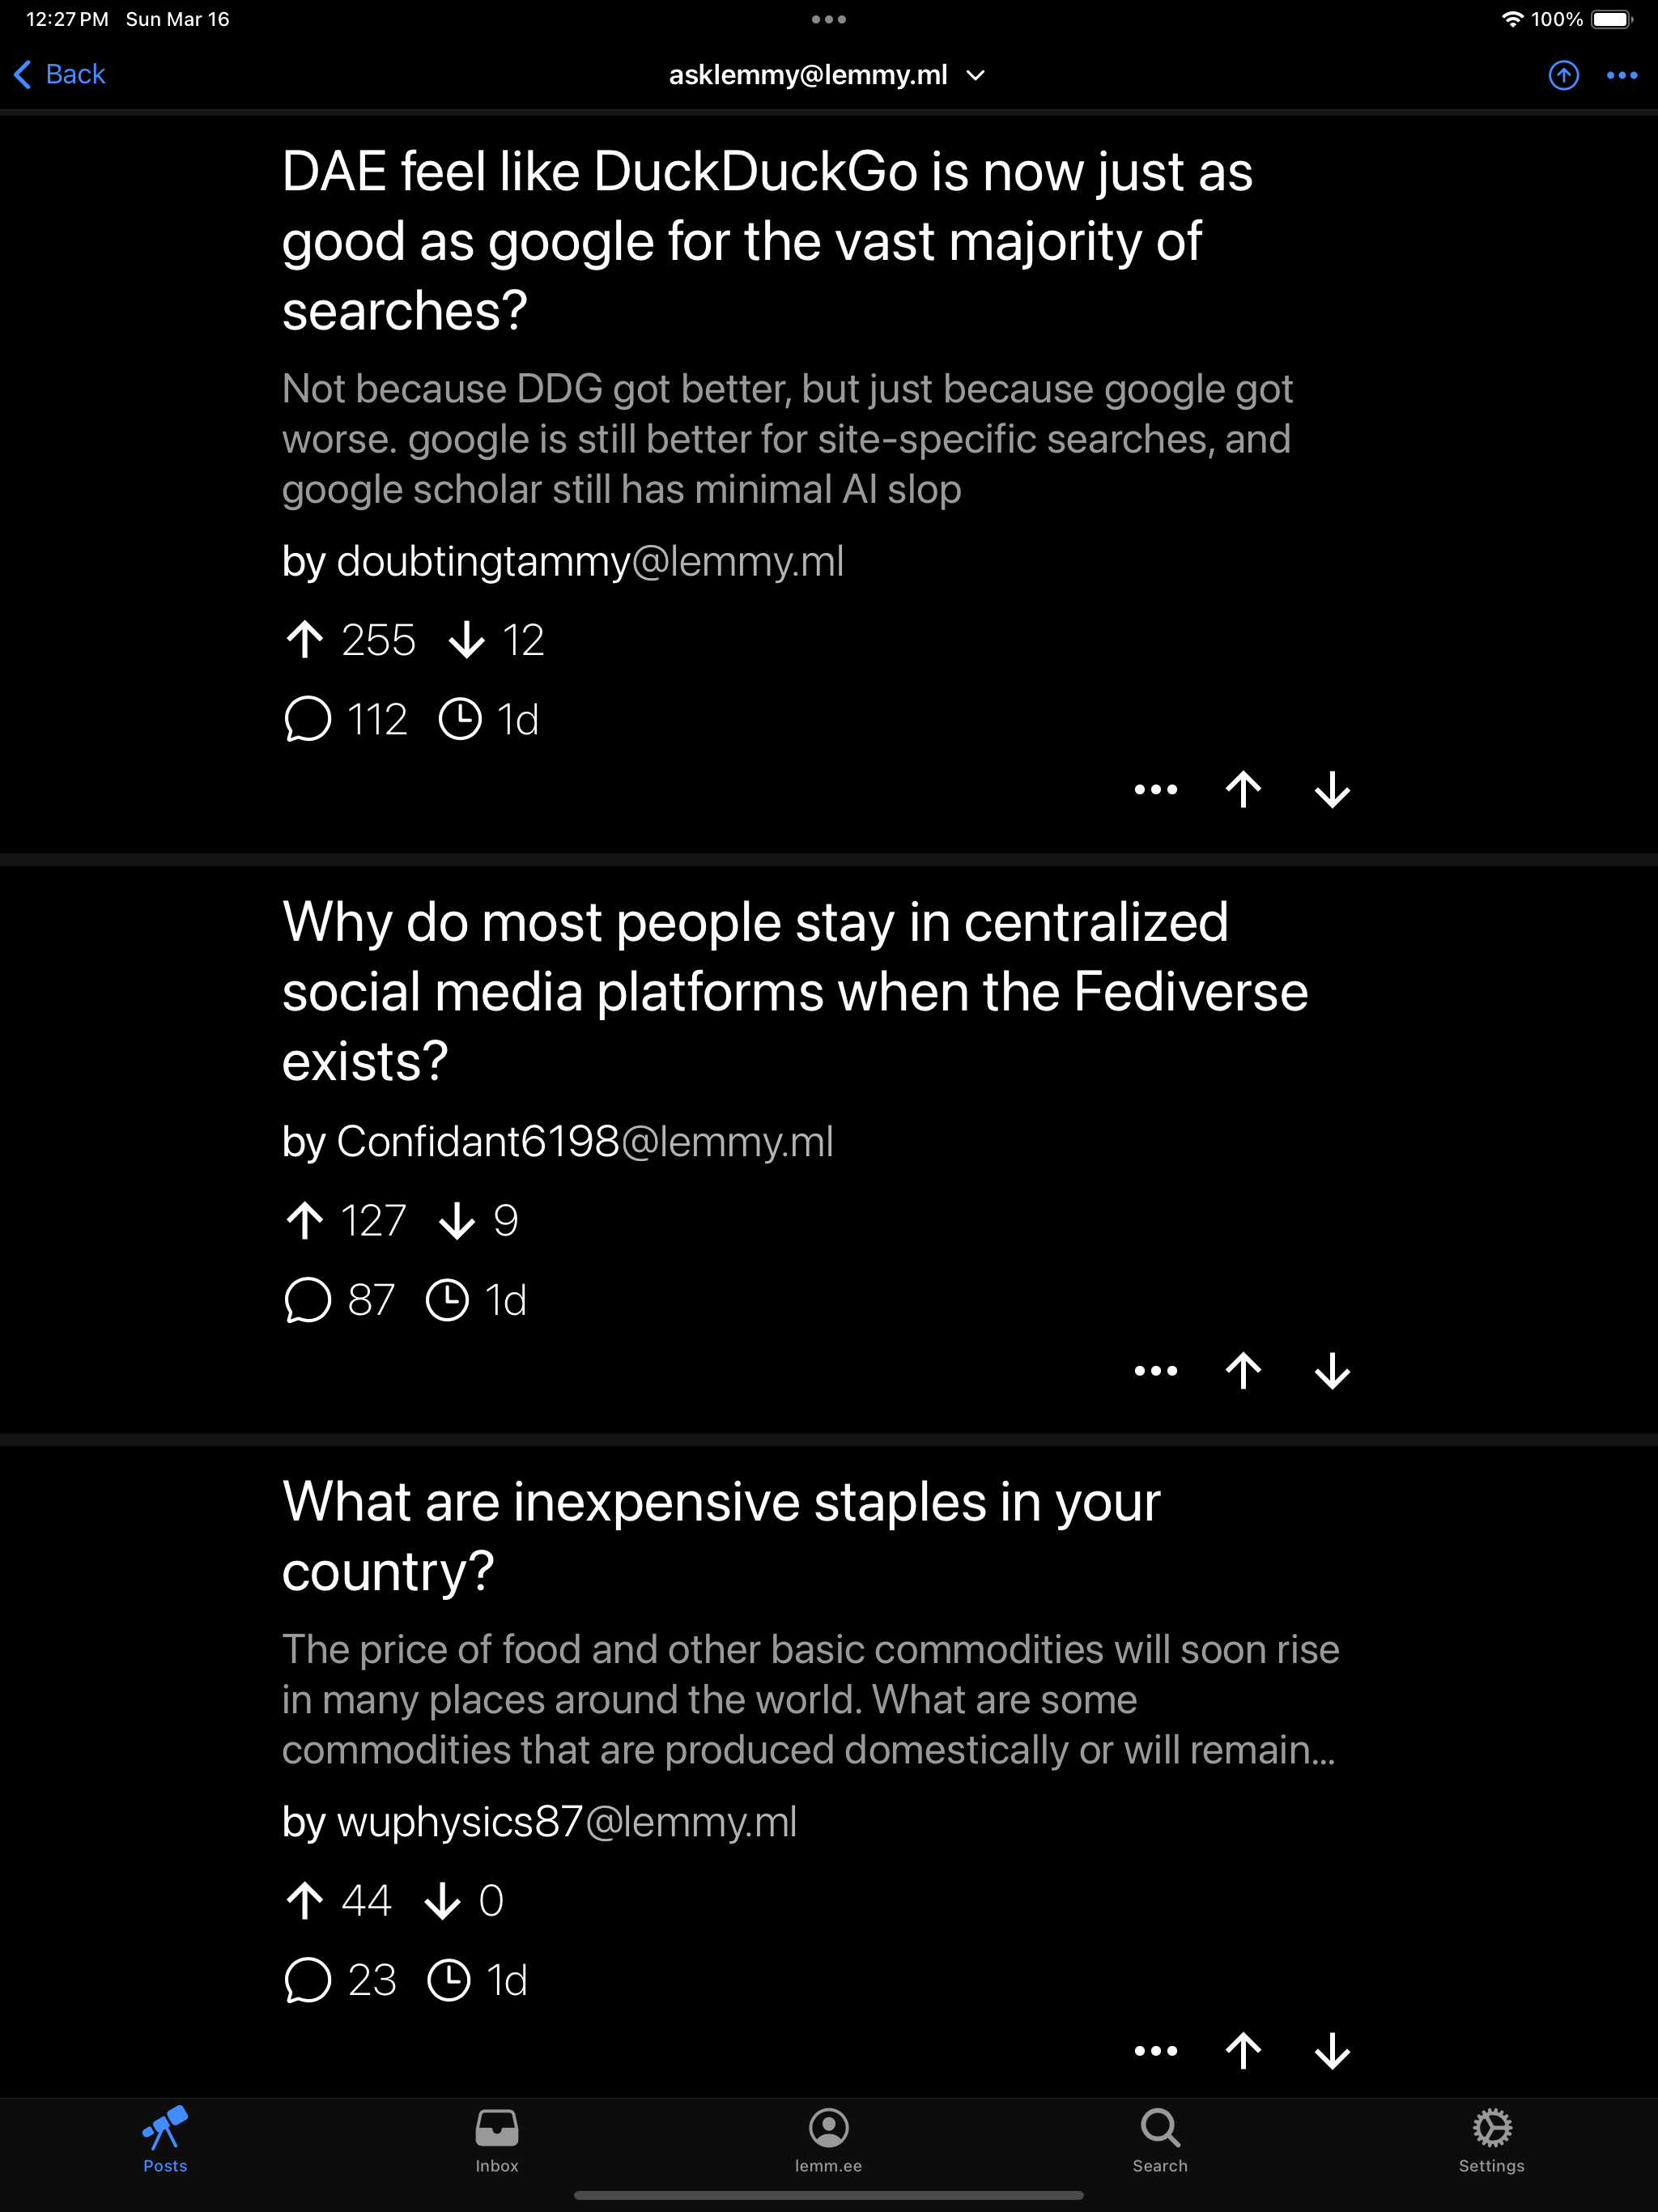 12:27 PM Sun Mar 16
100%
Back
asklemmy@lemmy.ml
DAE feel like DuckDuckGo is now just as
good as google for the vast majority of
searches?
Not because DDG got better, but just because google got
worse. google is still better for site-specific searches, and
google scholar still has minimal AI slop
by doubtingtammy@lemmy.ml
255 12
112 1d
Why do most people stay in centralized
social media platforms when the Fediverse
exists?
by Confidant6198@lemmy.ml
127 9
87 1d
What are inexpensive staples in your
country?
The price of food and other basic commodities will soon rise
in many places around the world. What are some
commodities that are produced domestically or will remain...
by wuphysics87@lemmy.ml
44 0
23 1d
Posts Inbox lemm.ee Search Settings